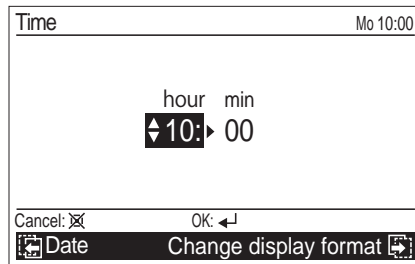 Time Mo 10:00
hour min
10: 00
Cancel: OK:
Date Change display format